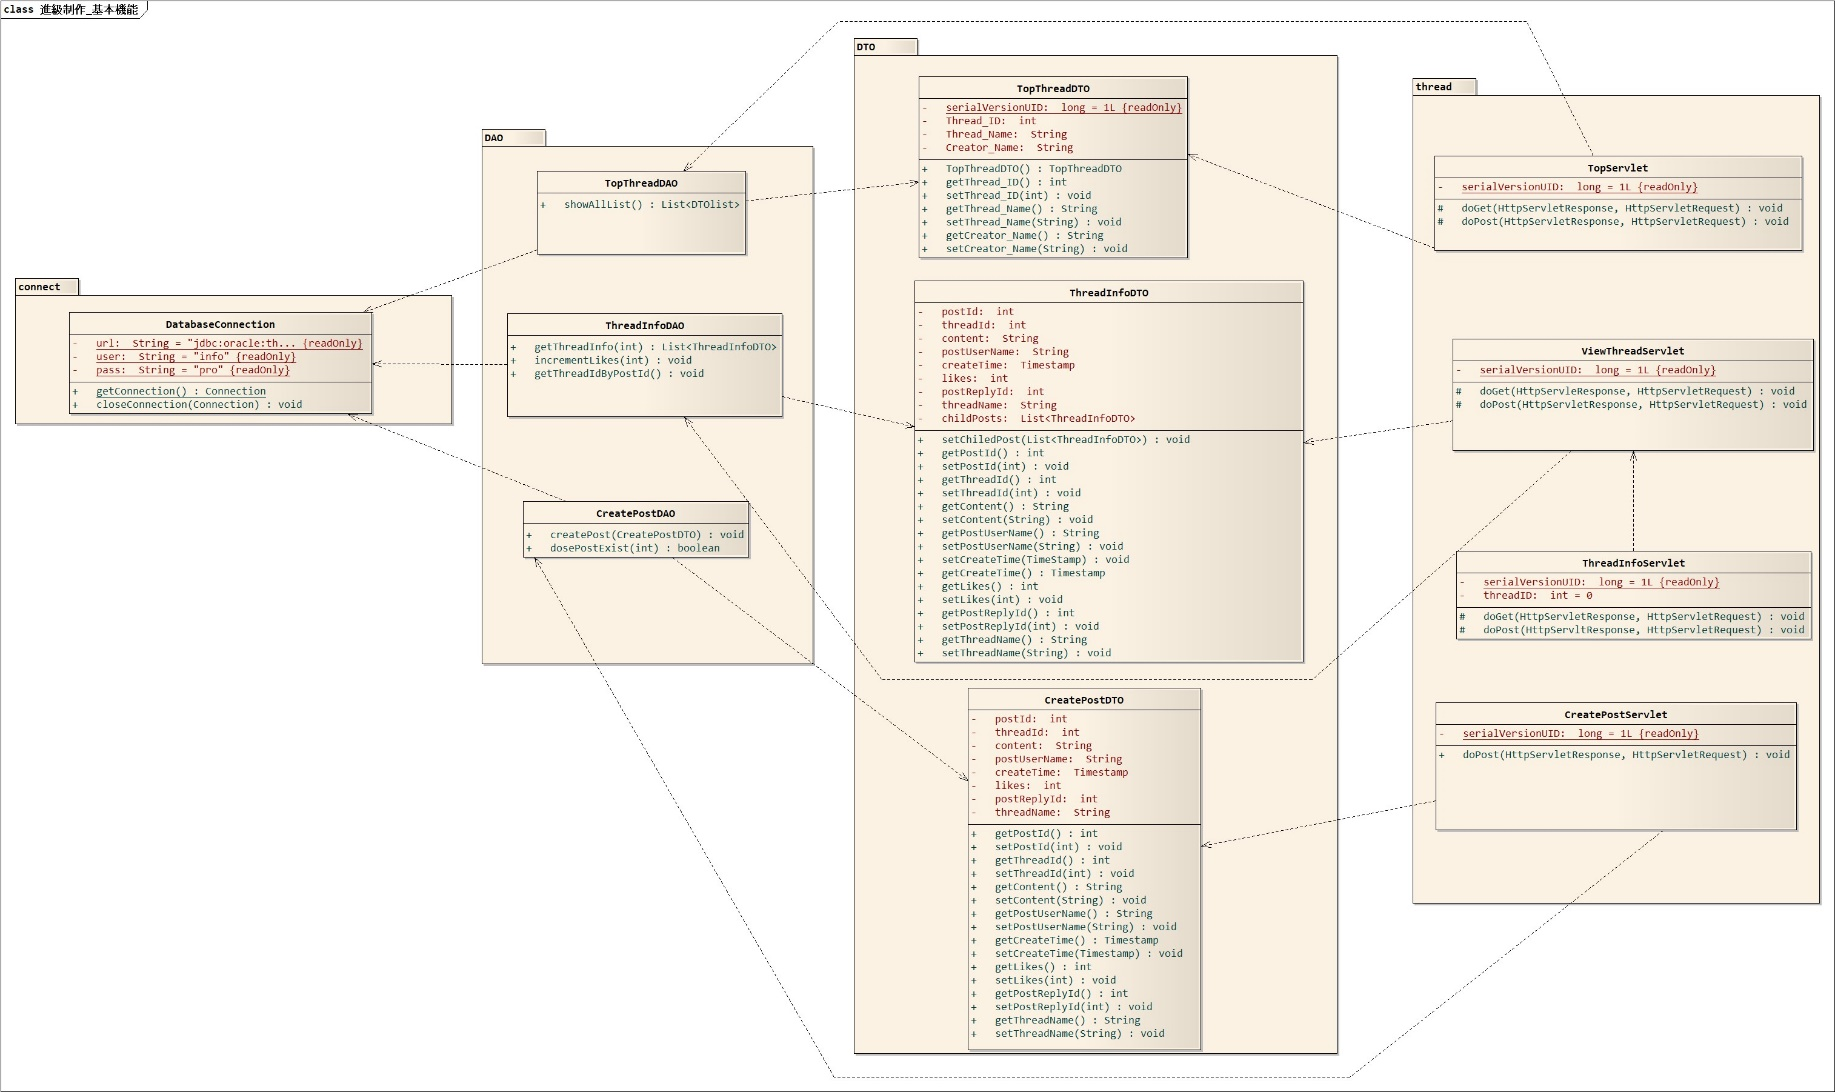 class 進級制作_基本機能
connect
DatabaseConnection
- url: String = "jdbc:oracle:th... {readOnly}
- user: String = "info" {readOnly}
- pass: String = "pro" {readOnly}
+ getConnection() : Connection
+ closeConnection(Connection) : void
DAO
TopThreadDAO
+ showAllList() : List<DTOlist>
ThreadInfoDAO
+ getThreadInfo(int) : List<ThreadInfoDTO>
+ incrementLikes(int) : void
+ getThreadIdByPostId() : void
CreatePostDAO
+ createPost(CreatePostDTO) : void
+ dosePostExist(int) : boolean
DTO
TopThreadDTO
- serialVersionUID: long = 1L {readOnly}
- Thread_ID: int
- Thread_Name: String
- Creator_Name: String
+ TopThreadDTO() : TopThreadDTO
+ getThread_ID() : int
+ setThread_ID(int) : void
+ getThread_Name() : String
+ setThread_Name(String) : void
+ getCreator_Name() : String
+ setCreator_Name(String) : void
ThreadInfoDTO
- postId: int
- threadId: int
- content: String
- postUserName: String
- createTime: Timestamp
- likes: int
- postReplyId: int
- threadName: String
- childPosts: List<ThreadInfoDTO>
+ setChiledPost(List<ThreadInfoDTO>) : void
+ getPostId() : int
+ setPostId(int) : void
+ getThreadId() : int
+ setThreadId(int) : void
+ getContent() : String
+ setContent(String) : void
+ getPostUserName() : String
+ setPostUserName(String) : void
+ setCreateTime(TimeStamp) : void
+ getCreateTime() : Timestamp
+ getLikes() : int
+ setLikes(int) : void
+ getPostReplyId() : int
+ setPostReplyId(int) : void
+ getThreadName() : String
+ setThreadName(String) : void
CreatePostDTO
- postId: int
- threadId: int
- content: String
- postUserName: String
- createTime: Timestamp
- likes: int
- postReplyId: int
- threadName: String
+ getPostId() : int
+ setPostId(int) : void
+ getThreadId() : int
+ setThreadId(int) : void
+ getContent() : String
+ setContent(String) : void
+ getPostUserName() : String
+ setPostUserName(String) : void
+ getCreateTime() : Timestamp
+ setCreateTime(Timestamp) : void
+ getLikes() : int
+ setLikes(int) : void
+ getPostReplyId() : int
+ setPostReplyId(int) : void
+ getThreadName() : String
+ setThreadName(String) : void
thread
TopServlet
- serialVersionUID: long = 1L {readOnly}
# doGet(HttpServletResponse, HttpServletRequest) : void
# doPost(HttpServletResponse, HttpServletRequest) : void
ViewThreadServlet
- serialVersionUID: long = 1L {readOnly}
# doGet(HttpServleResponse, HttpServletRequest) : void
# doPost(HttpServletResponse, HttpServletRequest) : void
ThreadInfoServlet
- serialVersionUID: long = 1L {readOnly}
- threadID: int = 0
# doGet(HttpServletResponse, HttpServletRequest) : void
# doPost(HttpServltResponse, HttpServletRequest) : void
CreatePostServlet
- serialVersionUID: long = 1L {readOnly}
+ doPost(HttpServletResponse, HttpServletRequest) : void